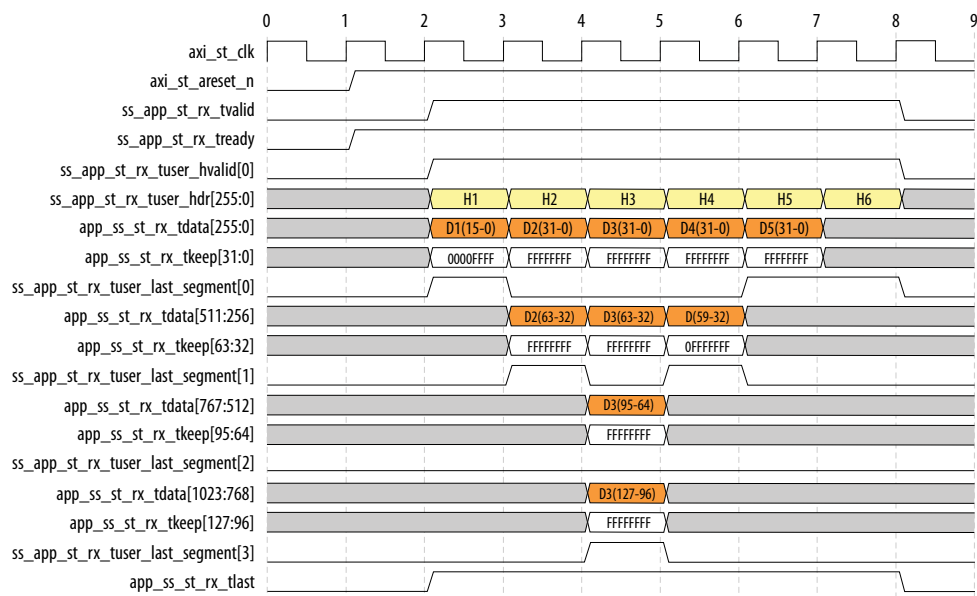 0 1 2 3 4 5 6 7 8 9
axi_st_clk
axi_st_areset_n
ss_app_st_rx_tvalid
ss_app_st_rx_tready
ss_app_st_rx_tuser_hvalid[0]
ss_app_st_rx_tuser_hdr[255:0] H1 H2 H3 H4 H5 H6
app_ss_st_rx_tdata[255:0] D1(15-0) D2(31-0) D3(31-0) D4(31-0) D5(31-0)
app_ss_st_rx_tkeep[31:0] 0000FFFF FFFFFFFF FFFFFFFF FFFFFFFF FFFFFFFF
ss_app_st_rx_tuser_last_segment[0]
app_ss_st_rx_tdata[511:256] D2(63-32) D3(63-32) D(59-32)
app_ss_st_rx_tkeep[63:32] FFFFFFFF FFFFFFFF 0FFFFFFF
ss_app_st_rx_tuser_last_segment[1]
app_ss_st_rx_tdata[767:512] D3(95-64)
app_ss_st_rx_tkeep[95:64] FFFFFFFF
ss_app_st_rx_tuser_last_segment[2]
app_ss_st_rx_tdata[1023:768] D3(127-96)
app_ss_st_rx_tkeep[127:96] FFFFFFFF
ss_app_st_rx_tuser_last_segment[3]
app_ss_st_rx_tlast